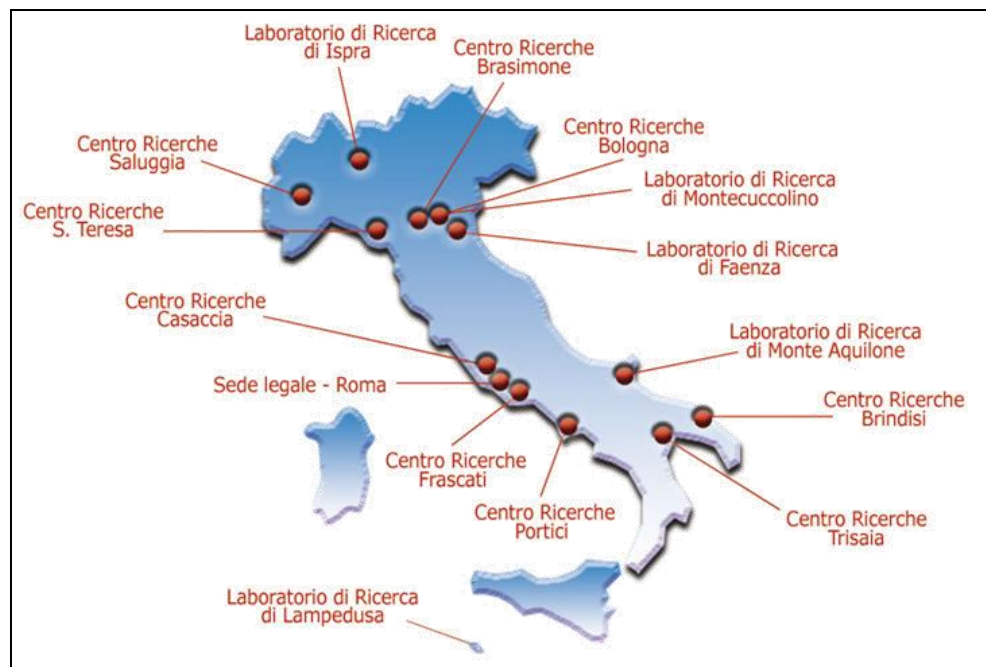 Laboratorio di Ricerca
di Ispra
Centro Ricerche
Brasimone
Centro Ricerche
Bologna
Centro Ricerche
Saluggia
Laboratorio di Ricerca
di Montecuccolino
Centro Ricerche
S. Teresa
Laboratorio di Ricerca
di Faenza
Centro Ricerche
Casaccia
Laboratorio di Ricerca
di Monte Aquilone
Sede legale - Roma
Centro Ricerche
Brindisi
Centro Ricerche
Frascati
Centro Ricerche
Portici
Centro Ricerche
Trisaia
Laboratorio di Ricerca
di Lampedusa